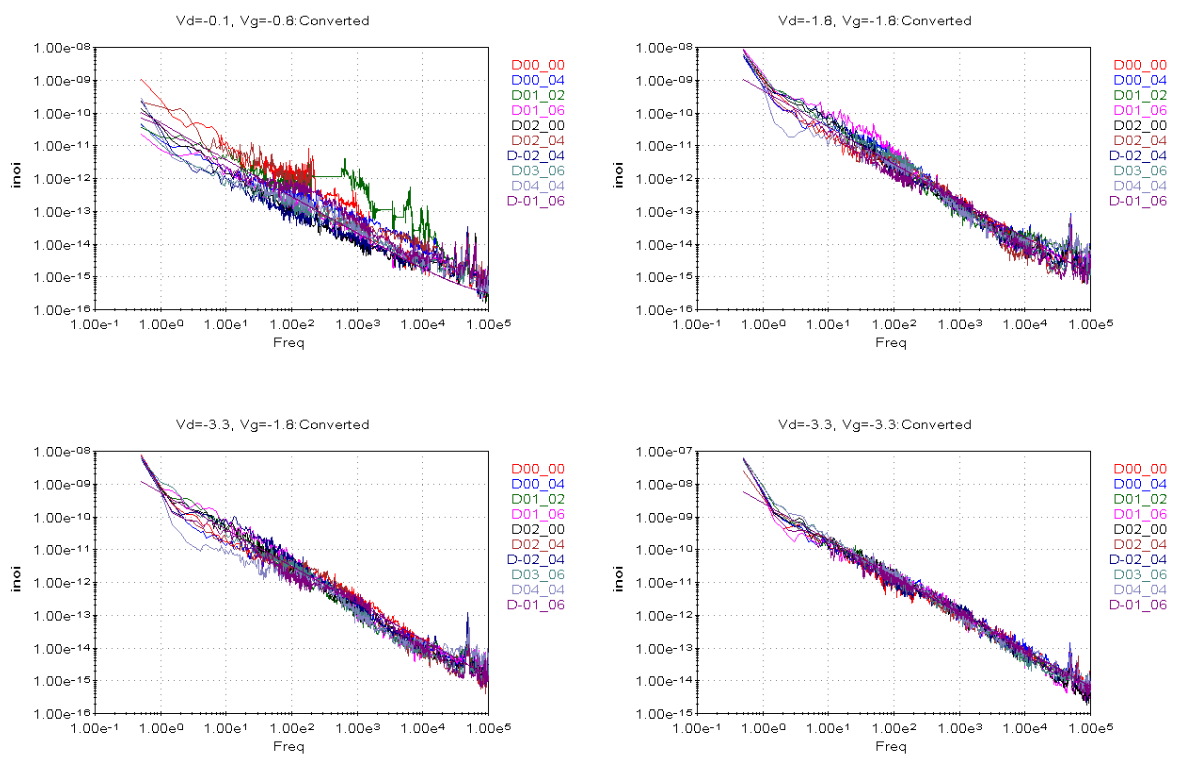 Vd=-0.1, Vg=-0.8:Converted
1.00e-08
1.00e-09
1.00e-10
1.00e-11
1.00e-12
1.00e-13
1.00e-14
1.00e-15
1.00e-16
inoi
1.00e-1 1.00e0 1.00e1 1.00e2 1.00e3 1.00e4 1.00e5
Freq
D00_00
D00_04
D01_02
D01_06
D02_00
D02_04
D-02_04
D03_06
D04_04
D-01_06
Vd=-1.8, Vg=-1.8:Converted
1.00e-08
1.00e-09
1.00e-10
1.00e-11
1.00e-12
1.00e-13
1.00e-14
1.00e-15
1.00e-16
inoi
1.00e-1 1.00e0 1.00e1 1.00e2 1.00e3 1.00e4 1.00e5
Freq
D00_00
D00_04
D01_02
D01_06
D02_00
D02_04
D-02_04
D03_06
D04_04
D-01_06
Vd=-3.3, Vg=-1.8:Converted
1.00e-08
1.00e-09
1.00e-10
1.00e-11
1.00e-12
1.00e-13
1.00e-14
1.00e-15
1.00e-16
inoi
1.00e-1 1.00e0 1.00e1 1.00e2 1.00e3 1.00e4 1.00e5
Freq
D00_00
D00_04
D01_02
D01_06
D02_00
D02_04
D-02_04
D03_06
D04_04
D-01_06
Vd=-3.3, Vg=-3.3:Converted
1.00e-07
1.00e-08
1.00e-09
1.00e-10
1.00e-11
1.00e-12
1.00e-13
1.00e-14
1.00e-15
inoi
1.00e-1 1.00e0 1.00e1 1.00e2 1.00e3 1.00e4 1.00e5
Freq
D00_00
D00_04
D01_02
D01_06
D02_00
D02_04
D-02_04
D03_06
D04_04
D-01_06